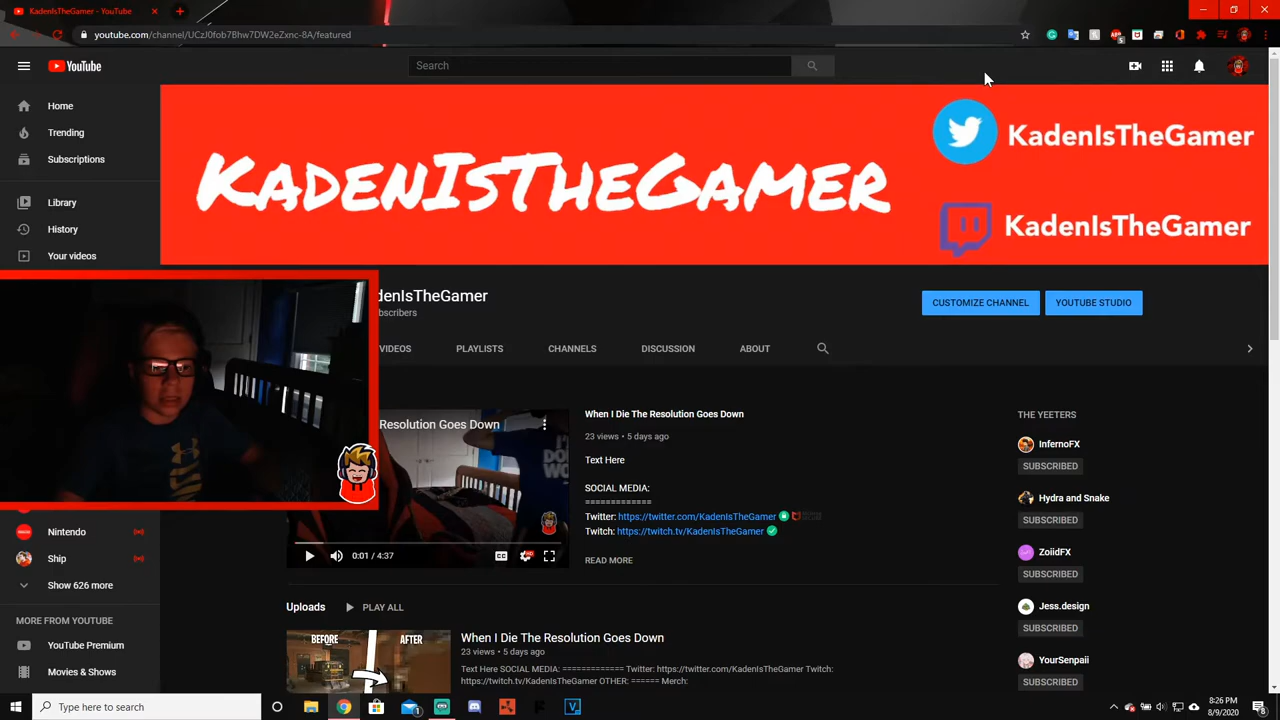 KadenIsTheGamer - YouTube
youtube.com/channel/UCzJ0fob7Bhw7DW2eZxnc-8A/featured
YouTube
Search
Home
Trending
Subscriptions
Library
History
Your videos
KADENISTHEGAMER
KadenIsTheGamer
KadenIsTheGamer
denIsTheGamer
bscribers
CUSTOMIZE CHANNEL
YOUTUBE STUDIO
VIDEOS
PLAYLISTS
CHANNELS
DISCUSSION
ABOUT
Resolution Goes Down
0:01 / 4:37
When I Die The Resolution Goes Down
23 views • 5 days ago
Text Here
SOCIAL MEDIA:
=============
Twitter: https://twitter.com/KadenIsTheGamer
Twitch: https://twitch.tv/KadenIsTheGamer
READ MORE
THE YEETERS
InfernoFX
SUBSCRIBED
Hydra and Snake
SUBSCRIBED
ZoiidFX
SUBSCRIBED
Jess.design
SUBSCRIBED
YourSenpaii
SUBSCRIBED
Nintendo
Ship
Show 626 more
MORE FROM YOUTUBE
YouTube Premium
Movies & Shows
Uploads
PLAY ALL
BEFORE
AFTER
When I Die The Resolution Goes Down
23 views • 5 days ago
Text Here SOCIAL MEDIA: ============= Twitter: https://twitter.com/KadenIsTheGamer Twitch:
https://twitch.tv/KadenIsTheGamer OTHER: ====== Merch:
Type here to search
8:26 PM
8/9/2020